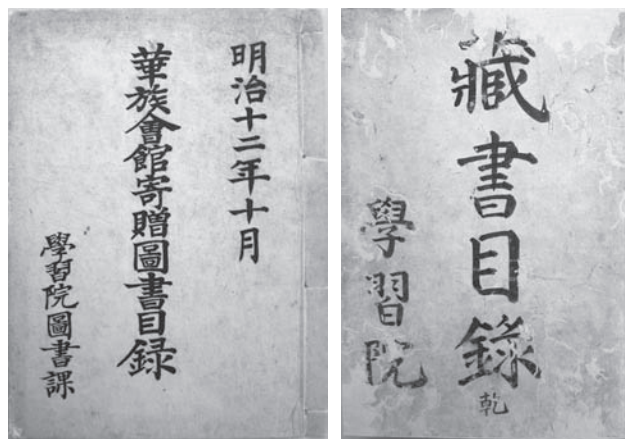 明治十二年十月
華族會館寄贈圖書目録
學習院圖書課
藏書目錄
乾
學習院